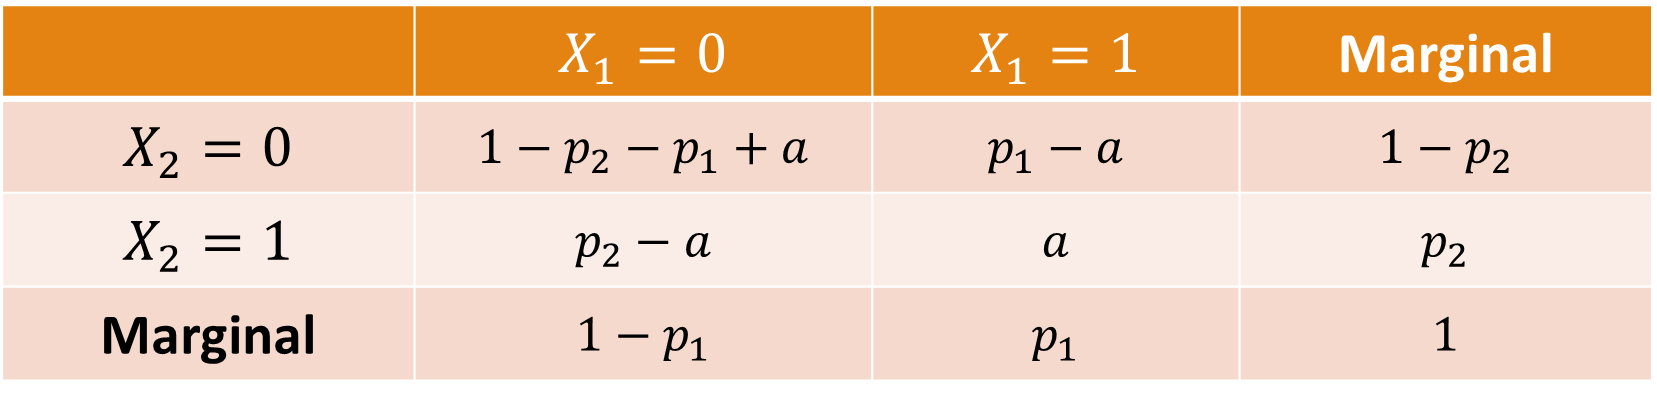 X₁ = 0 X₁ = 1 Marginal
X₂ = 0 1 − p₂ − p₁ + a p₁ − a 1 − p₂
X₂ = 1 p₂ − a a p₂
Marginal 1 − p₁ p₁ 1